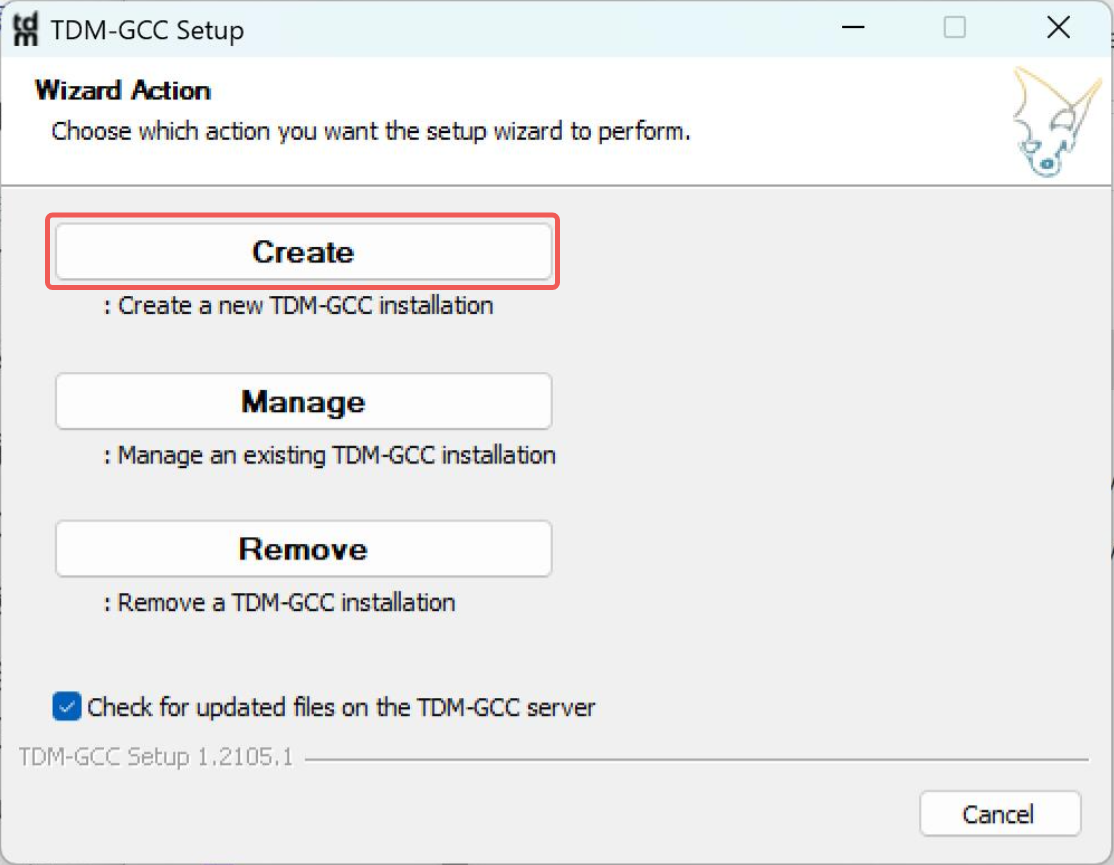 tdm TDM-GCC Setup
Wizard Action
Choose which action you want the setup wizard to perform.
Create
: Create a new TDM-GCC installation
Manage
: Manage an existing TDM-GCC installation
Remove
: Remove a TDM-GCC installation
Check for updated files on the TDM-GCC server
TDM-GCC Setup 1.2105.1
Cancel